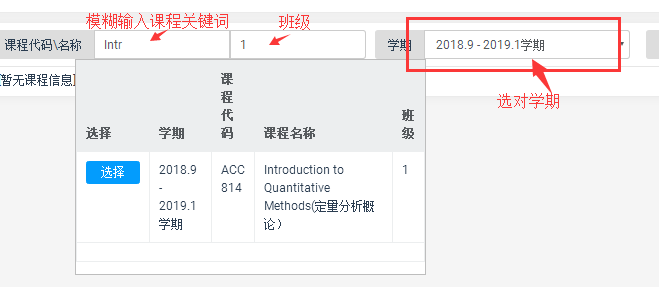 模糊输入课程关键词
班级
课程代码\名称
Intr
1
学期
2018.9 - 2019.1学期
[暂无课程信息]
选对学期
选择
学期
课
程
代
码
课程名称
班
级
选择
2018.9
-
2019.1
学期
ACC
814
Introduction to
Quantitative
Methods(定量分析概
论）
1